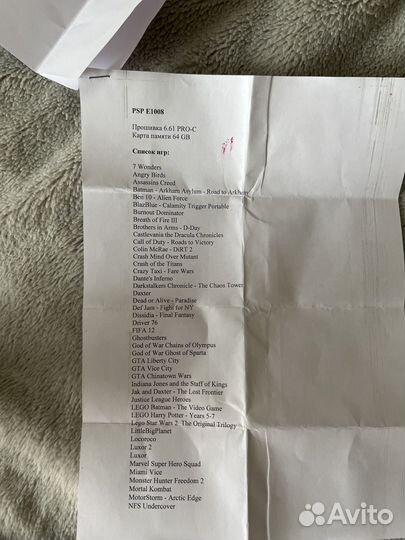 PSP E1008
Прошивка 6.61 PRO-C
Карта памяти 64 GB
Список игр:
7 Wonders
Angry Birds
Assassins Creed
Batman - Arkham Asylum - Road to Arkham
Ben 10 - Alien Force
BlazBlue - Calamity Trigger Portable
Burnout Dominator
Breath of Fire III
Brothers in Arms - D-Day
Castlevania the Dracula Chronicles
Call of Duty - Roads to Victory
Colin McRae - DiRT 2
Crash Mind Over Mutant
Crash of the Titans
Crazy Taxi - Fare Wars
Dante's Inferno
Darkstalkers Chronicle - The Chaos Tower
Daxter
Dead or Alive - Paradise
Def Jam - Fight for NY
Dissidia - Final Fantasy
Driver 76
FIFA 12
Ghostbusters
God of War Chains of Olympus
God of War Ghost of Sparta
GTA Liberty City
GTA Vice City
GTA Chinatown Wars
Indiana Jones and the Staff of Kings
Jak and Daxter - The Lost Frontier
Justice League Heroes
LEGO Batman - The Video Game
LEGO Harry Potter - Years 5-7
Lego Star Wars 2 The Original Trilogy
LittleBigPlanet
Locoroco
Luxor 2
Luxor
Marvel Super Hero Squad
Miami Vice
Monster Hunter Freedom 2
Mortal Kombat
MotorStorm - Arctic Edge
NFS Undercover
Avito